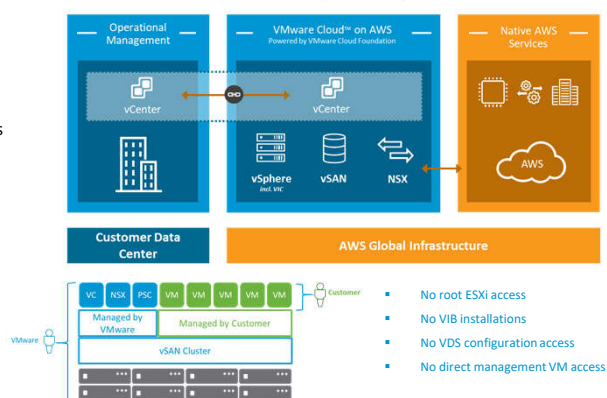 Operational
Management
VMware Cloud™ on AWS
Powered by VMware Cloud Foundation
Native AWS
Services
vCenter
vCenter
s
vSphere
incl. VIC
vSAN
NSX
AWS
Customer Data
Center
AWS Global Infrastructure
VC
NSX
PSC
VM
VM
VM
VM
VM
Customer
Managed by
VMware
Managed by Customer
VMware
vSAN Cluster
▪ No root ESXi access
▪ No VIB installations
▪ No VDS configuration access
▪ No direct management VM access